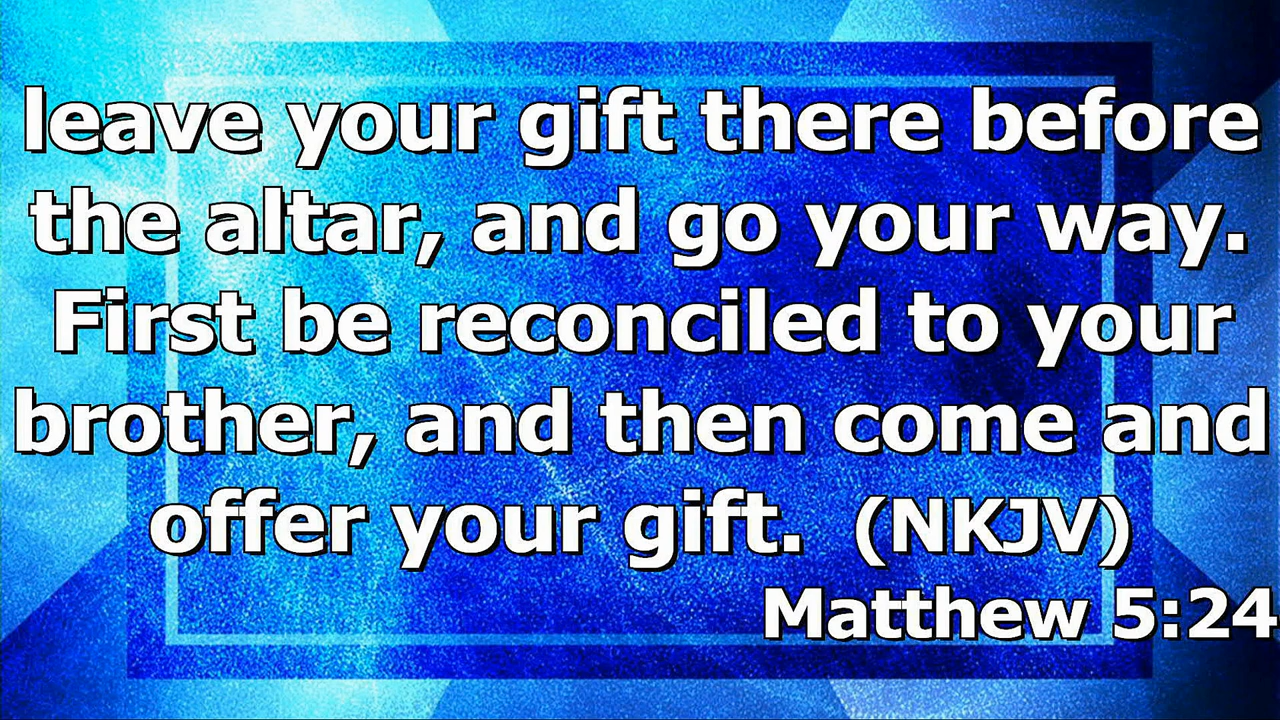 leave your gift there before
the altar, and go your way.
First be reconciled to your
brother, and then come and
offer your gift.  (NKJV)
Matthew 5:24